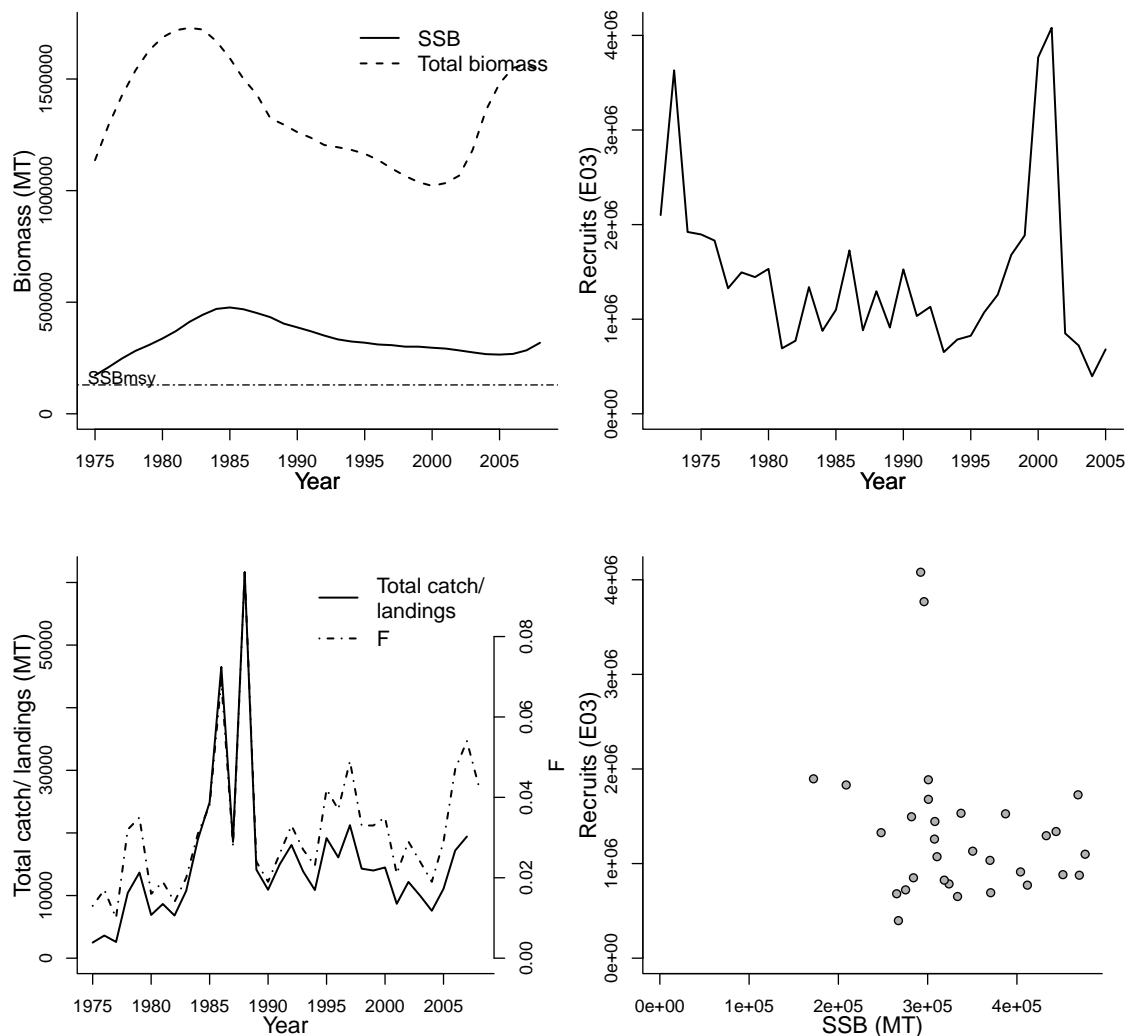 SSB
Total biomass
SSBmsy
Biomass (MT)
0
500000
1000000
1500000
1975 1980 1985 1990 1995 2000 2005
Year
Recruits (E03)
0e+00
1e+06
2e+06
3e+06
4e+06
1975 1980 1985 1990 1995 2000 2005
Year
Total catch/
landings
F
Total catch/ landings (MT)
0
10000
30000
50000
0.00
0.02
0.04
0.06
0.08
F
1975 1980 1985 1990 1995 2000 2005
Year
Recruits (E03)
0e+00
1e+06
2e+06
3e+06
4e+06
0e+00 1e+05 2e+05 3e+05 4e+05
SSB (MT)